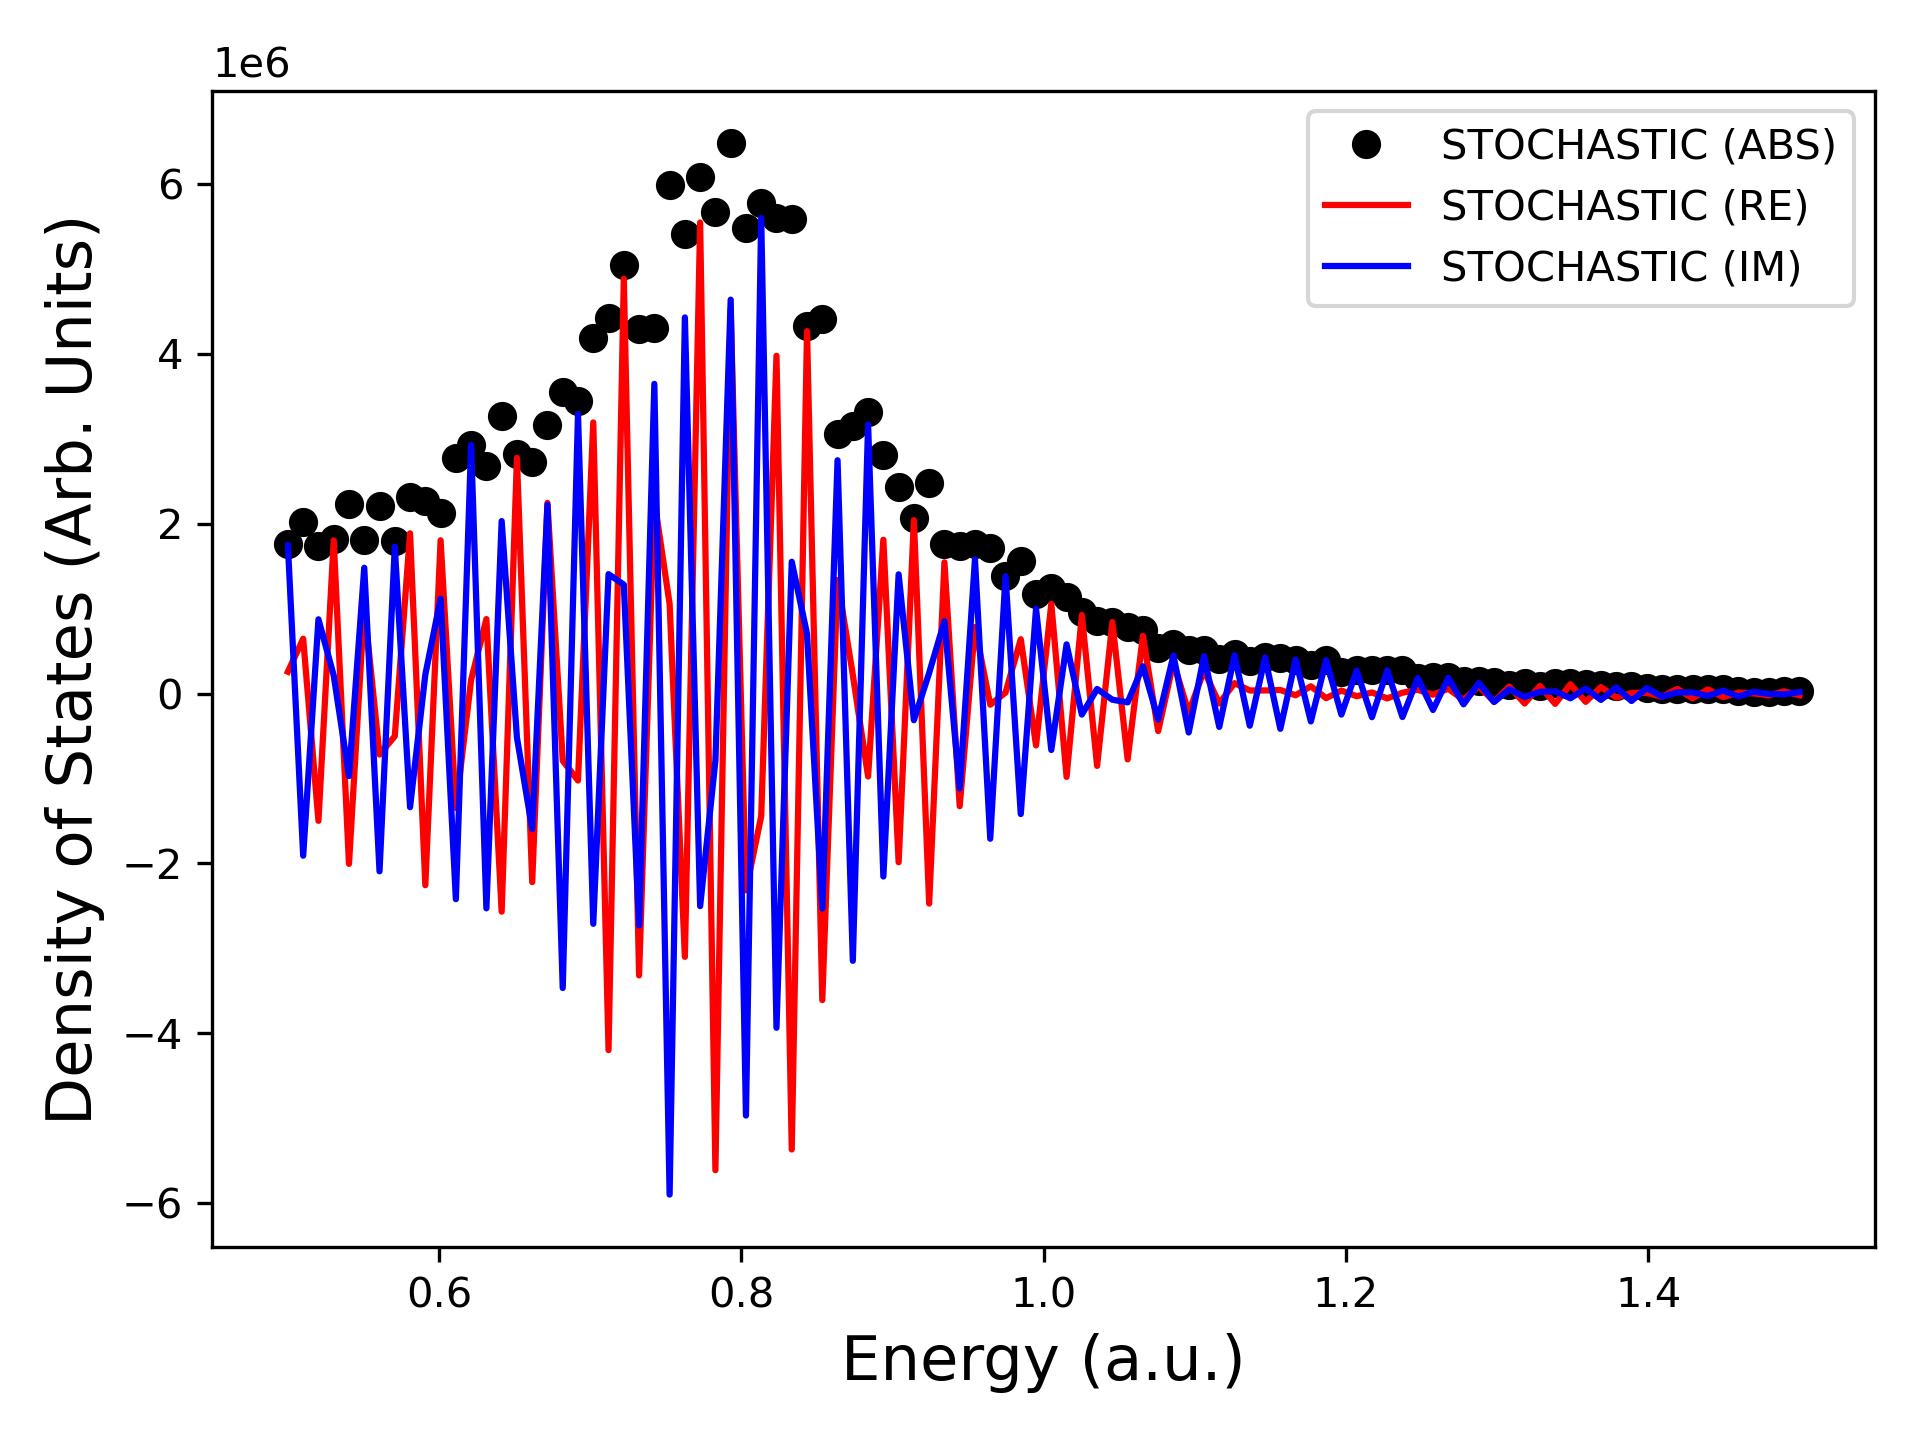 1e6
STOCHASTIC (ABS)
STOCHASTIC (RE)
STOCHASTIC (IM)
6
4
2
0
−2
−4
−6
Density of States (Arb. Units)
0.6 0.8 1.0 1.2 1.4
Energy (a.u.)